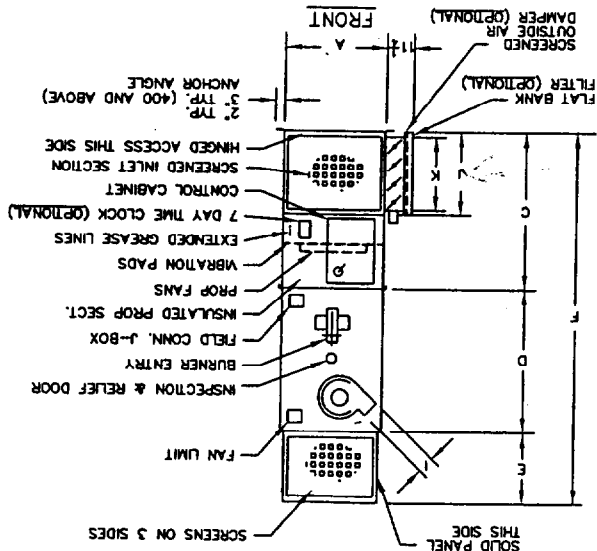 SOLID PANEL
THIS SIDE
SCREENS ON 3 SIDES
E
I
FAN LIMIT
INSPECTION & RELIEF DOOR
BURNER ENTRY
FIELD CONN. J-BOX
D
F
INSULATED PROP SECT.
PROP FANS
VIBRATION PADS
EXTENDED GREASE LINES
7 DAY TIME CLOCK (OPTIONAL)
CONTROL CABINET
SCREENED INLET SECTION
HINGED ACCESS THIS SIDE
C
J
K
2" TYP.
3" TYP. (400 AND ABOVE)
ANCHOR ANGLE
FLAT BANK
FILTER (OPTIONAL)
A
SCREENED
OUTSIDE AIR
DAMPER (OPTIONAL)
FRONT